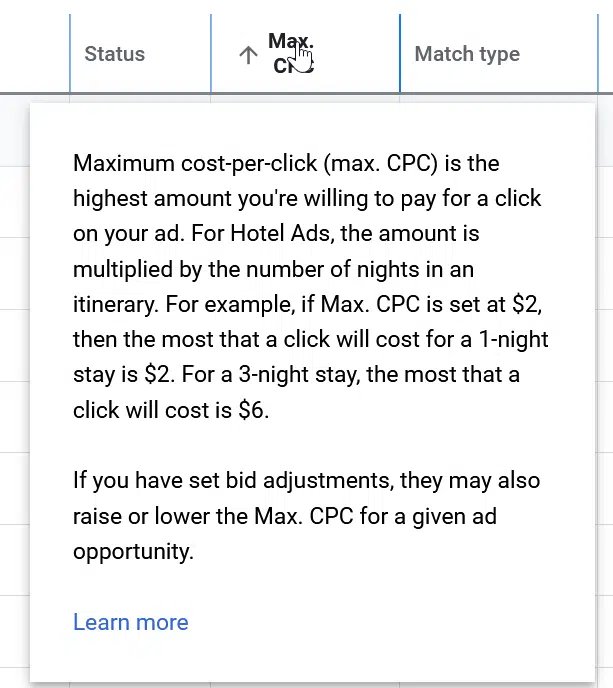 Status
Max.
CPC
Match type
Maximum cost-per-click (max. CPC) is the
highest amount you're willing to pay for a click
on your ad. For Hotel Ads, the amount is
multiplied by the number of nights in an
itinerary. For example, if Max. CPC is set at $2,
then the most that a click will cost for a 1-night
stay is $2. For a 3-night stay, the most that a
click will cost is $6.
If you have set bid adjustments, they may also
raise or lower the Max. CPC for a given ad
opportunity.
Learn more